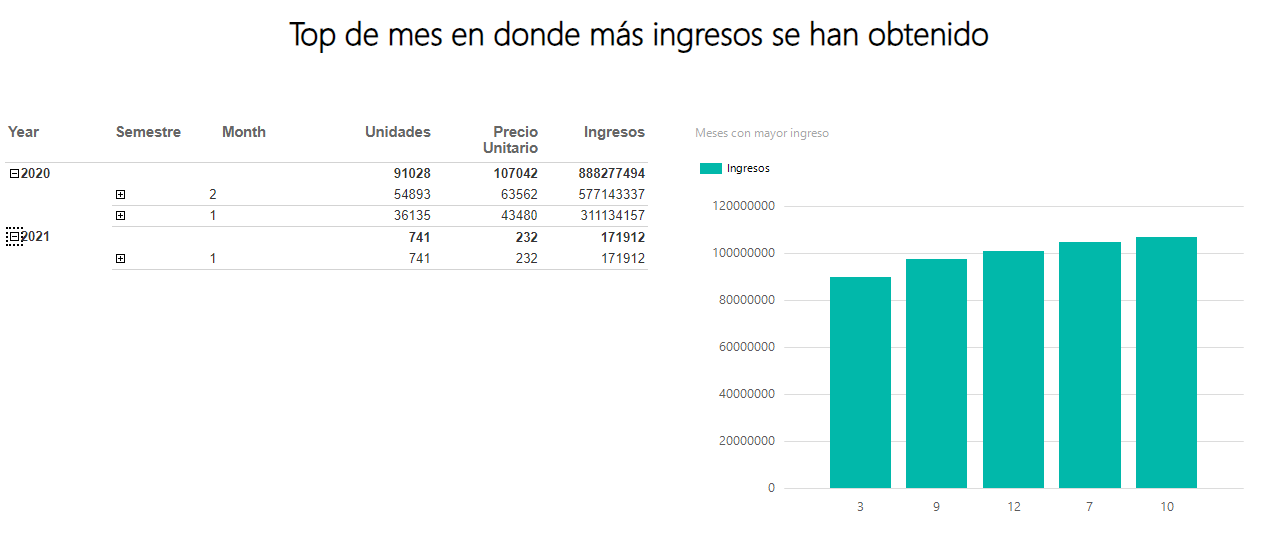 Top de mes en donde más ingresos se han obtenido
Year Semestre Month Unidades Precio Unitario Ingresos
2020 91028 107042 888277494
2 54893 63562 577143337
1 36135 43480 311134157
2021 741 232 171912
1 741 232 171912
Meses con mayor ingreso
Ingresos
120000000
100000000
80000000
60000000
40000000
20000000
0
3 9 12 7 10